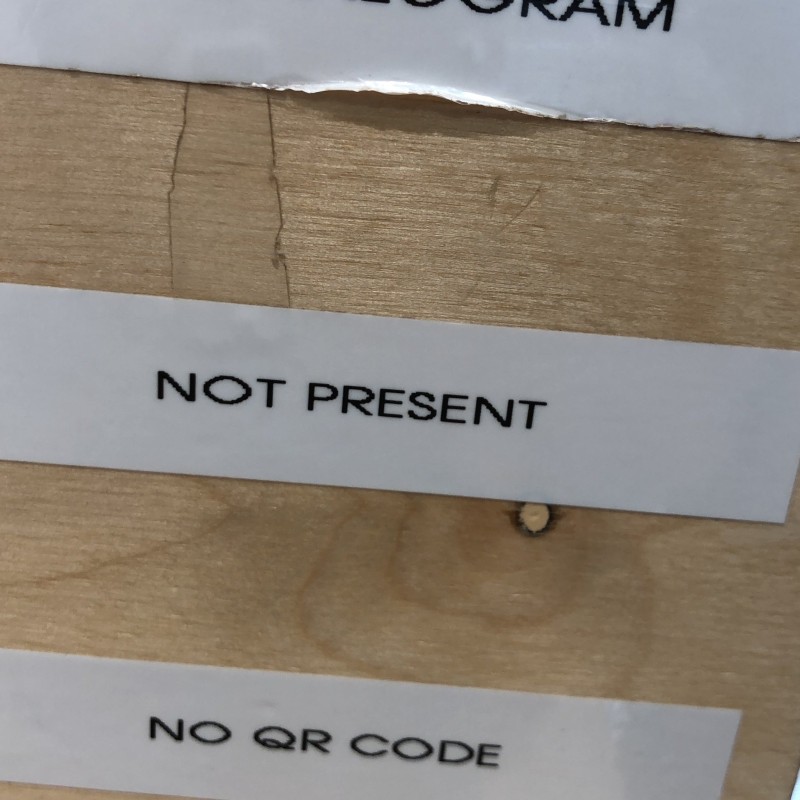 NOT PRESENT
NO QR CODE